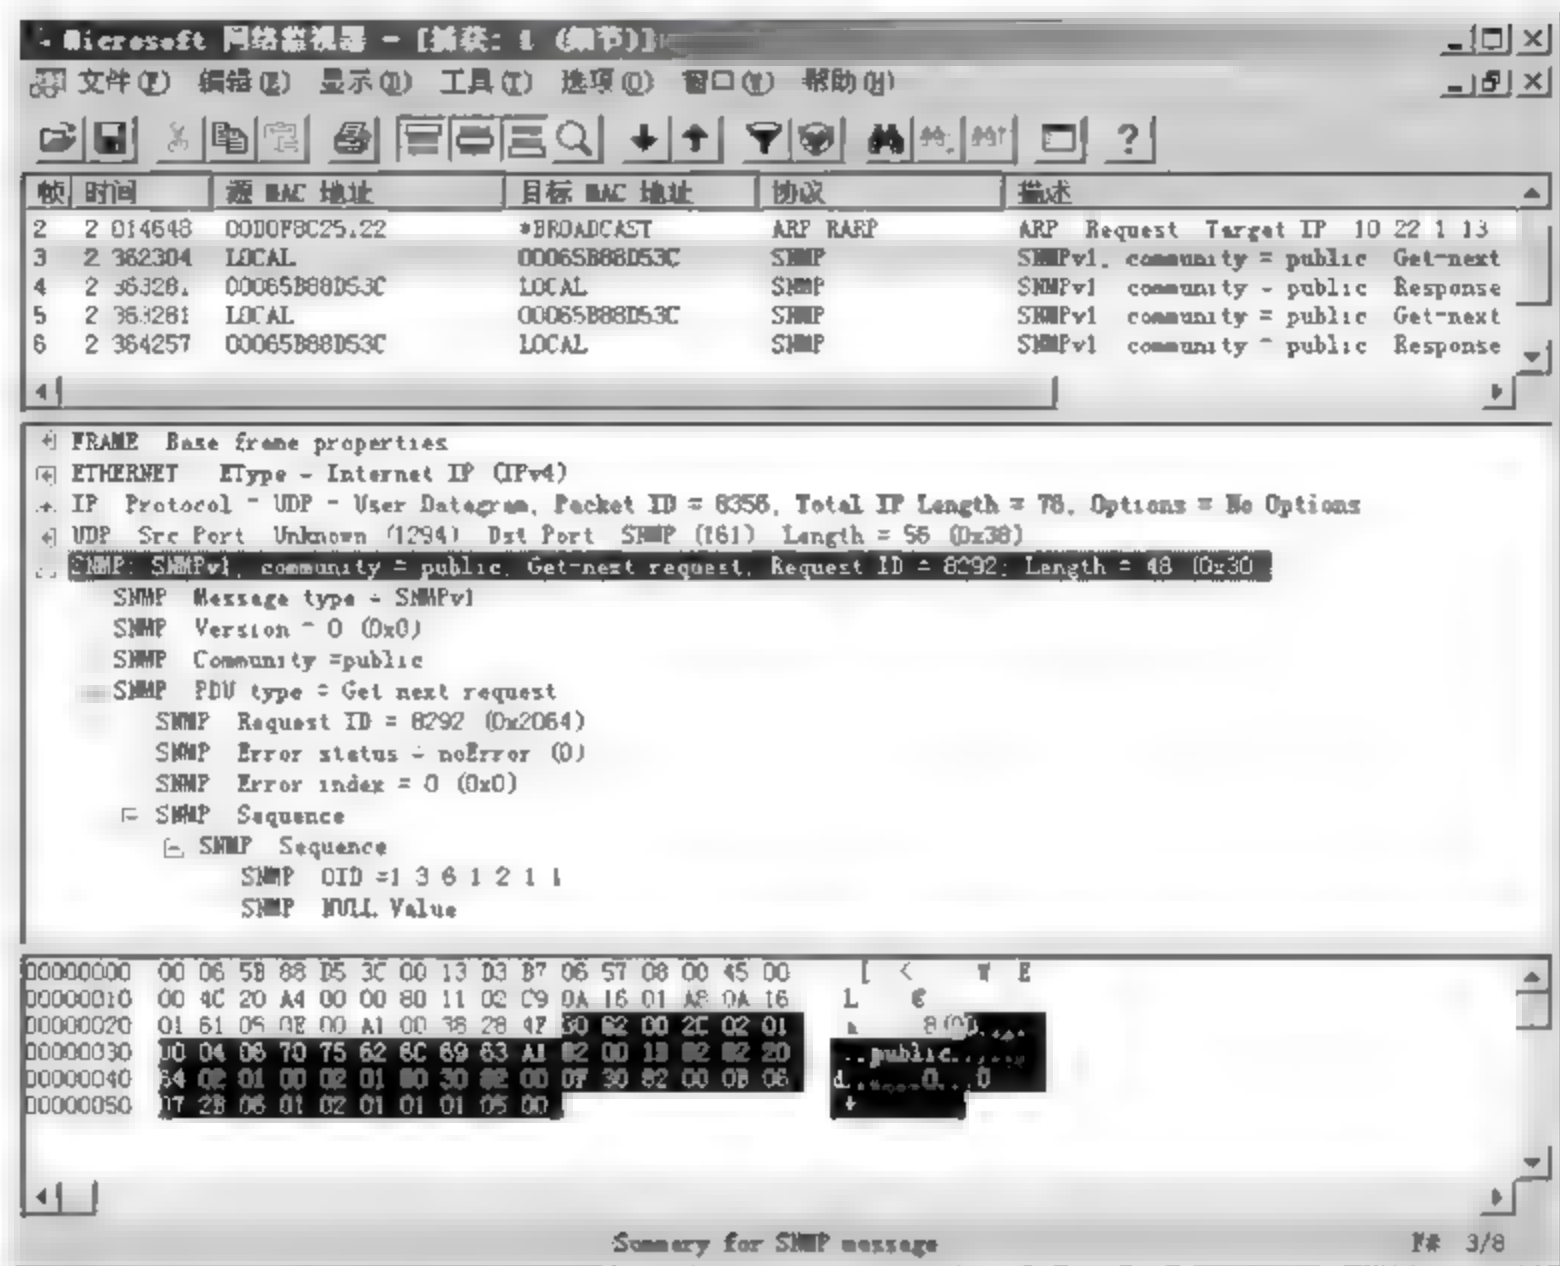 Microsoft 网络监视器 - [捕获: 1 (细节)]
文件(F) 编辑(E) 显示(D) 工具(T) 选项(O) 窗口(W) 帮助(H)
帧 时间 源 MAC 地址 目标 MAC 地址 协议 描述
2 2 014648 00D0F8C25.22 *BROADCAST ARP RARP ARP Request Target IP 10 22 1 13
3 2 362304 LOCAL 00065B88D53C SNMP SNMPv1, community = public Get-next
4 2 36328. 00065B88D53C LOCAL SNMP SNMPv1 community - public Response
5 2 363281 LOCAL 00065B88D53C SNMP SNMPv1 community = public Get-next
6 2 364257 00065B88D53C LOCAL SNMP SNMPv1 community = public Response
FRAME Base frame properties
ETHERNET EType - Internet IP (IPv4)
IP Protocol = UDP - User Datagram, Packet ID = 8356, Total IP Length = 76, Options = No Options
UDP Src Port Unknown (1294) Dst Port SNMP (161) Length = 56 (0x38)
SNMP: SNMPv1, community = public, Get-next request, Request ID = 8292; Length = 48 (0x30
SNMP Message type - SNMPv1
SNMP Version = 0 (0x0)
SNMP Community =public
SNMP PDU type = Get next request
SNMP Request ID = 8292 (0x2064)
SNMP Error status - noError (0)
SNMP Error index = 0 (0x0)
SNMP Sequence
SNMP Sequence
SNMP OID =1 3 6 1 2 1 1
SNMP NULL Value
00000000 00 06 5B 88 D5 3C 00 13 D3 B7 06 57 08 00 45 00 [ < W E
00000010 00 4C 20 A4 00 00 80 11 02 C9 0A 16 01 A8 0A 16 L
00000020 01 61 05 0E 00 A1 00 38 28 4F 30 82 00 2C 02 01 a 8(O0
00000030 00 04 06 70 75 62 6C 69 63 A1 82 00 1B 02 02 20 ..public
00000040 64 02 01 00 02 01 00 30 82 00 0F 30 82 00 0B 06 d 0 0
00000050 07 2B 06 01 02 01 01 01 05 00 +
Summary for SNMP message F# 3/8